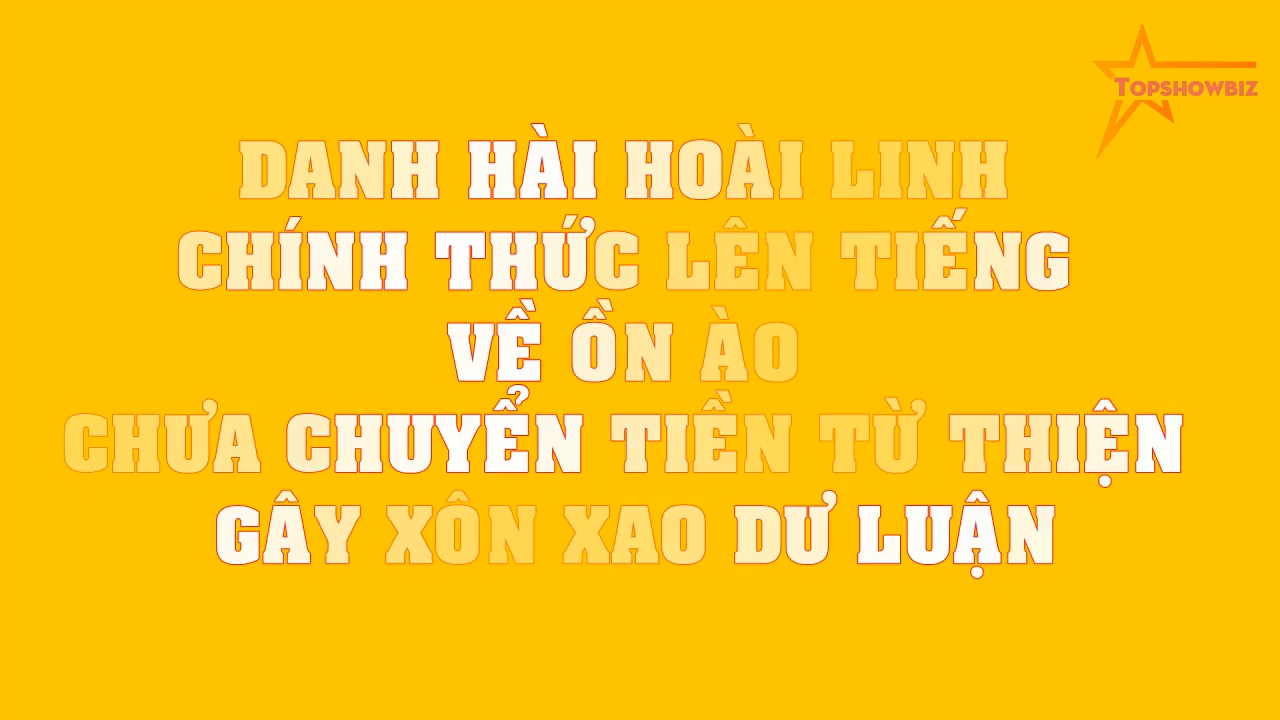 TOPSHOWBIZ
DANH HÀI HOÀI LINH
CHÍNH THỨC LÊN TIẾNG
VỀ ỒN ÀO
CHƯA CHUYỂN TIỀN TỪ THIỆN
GÂY XÔN XAO DƯ LUẬN